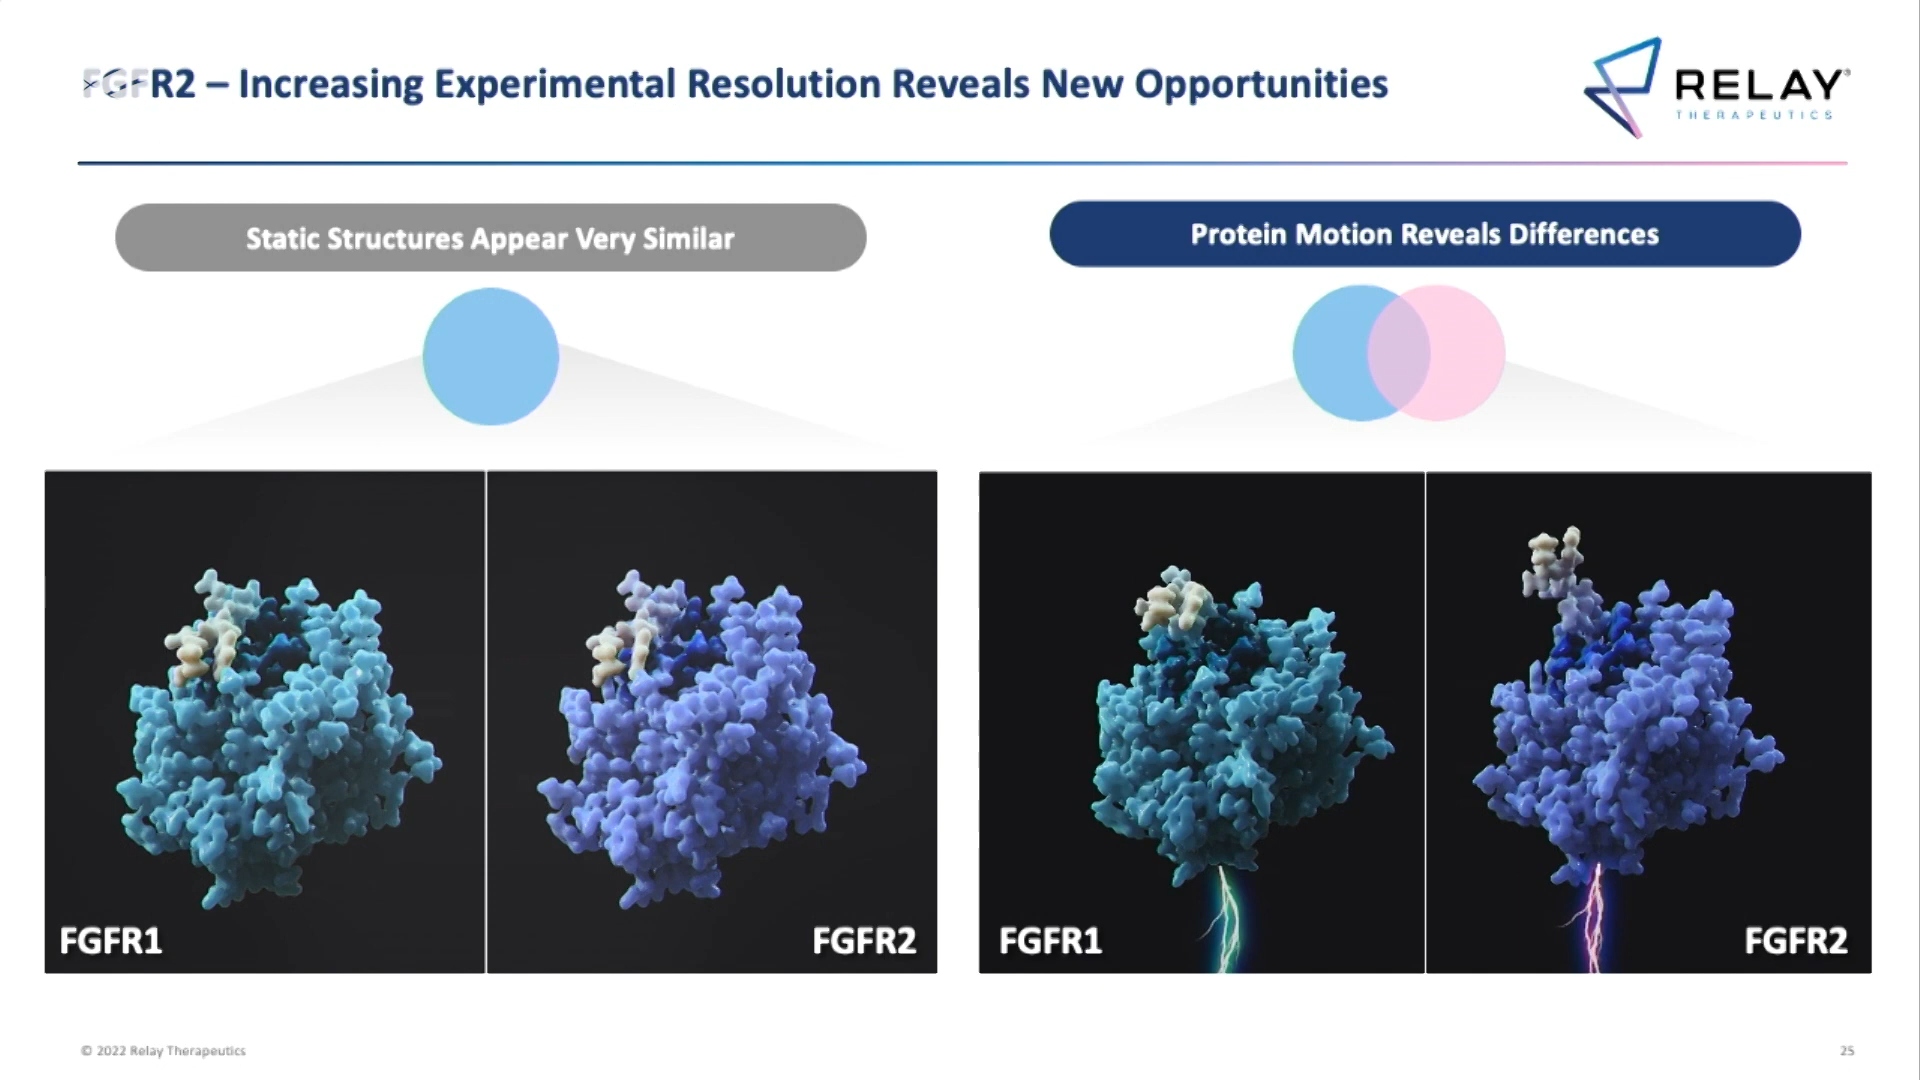 FGFR2 – Increasing Experimental Resolution Reveals New Opportunities
RELAY®
THERAPEUTICS
Static Structures Appear Very Similar
Protein Motion Reveals Differences
FGFR1
FGFR2
FGFR1
FGFR2
© 2022 Relay Therapeutics
25